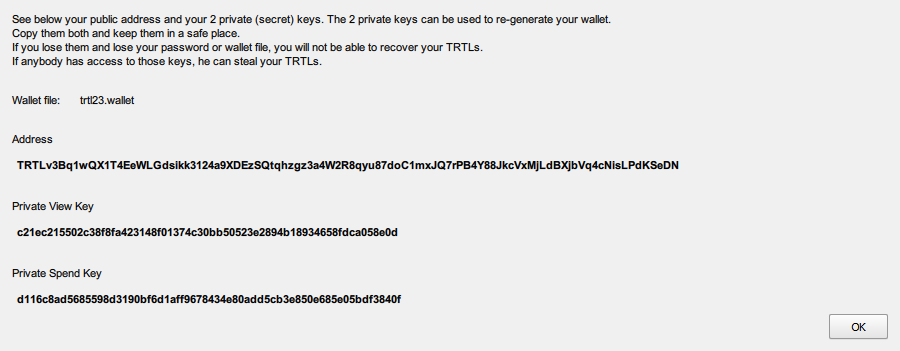 See below your public address and your 2 private (secret) keys. The 2 private keys can be used to re-generate your wallet.
Copy them both and keep them in a safe place.
If you lose them and lose your password or wallet file, you will not be able to recover your TRTLs.
If anybody has access to those keys, he can steal your TRTLs.
Wallet file: trtl23.wallet
Address
TRTLv3Bq1wQX1T4EeWLGdsikk3124a9XDEzSQtqhzgz3a4W2R8qyu87doC1mxJQ7rPB4Y88JkcVxMjLdBXjbVq4cNisLPdKSeDN
Private View Key
c21ec215502c38f8fa423148f01374c30bb50523e2894b18934658fdca058e0d
Private Spend Key
d116c8ad5685598d3190bf6d1aff9678434e80add5cb3e850e685e05bdf3840f
OK